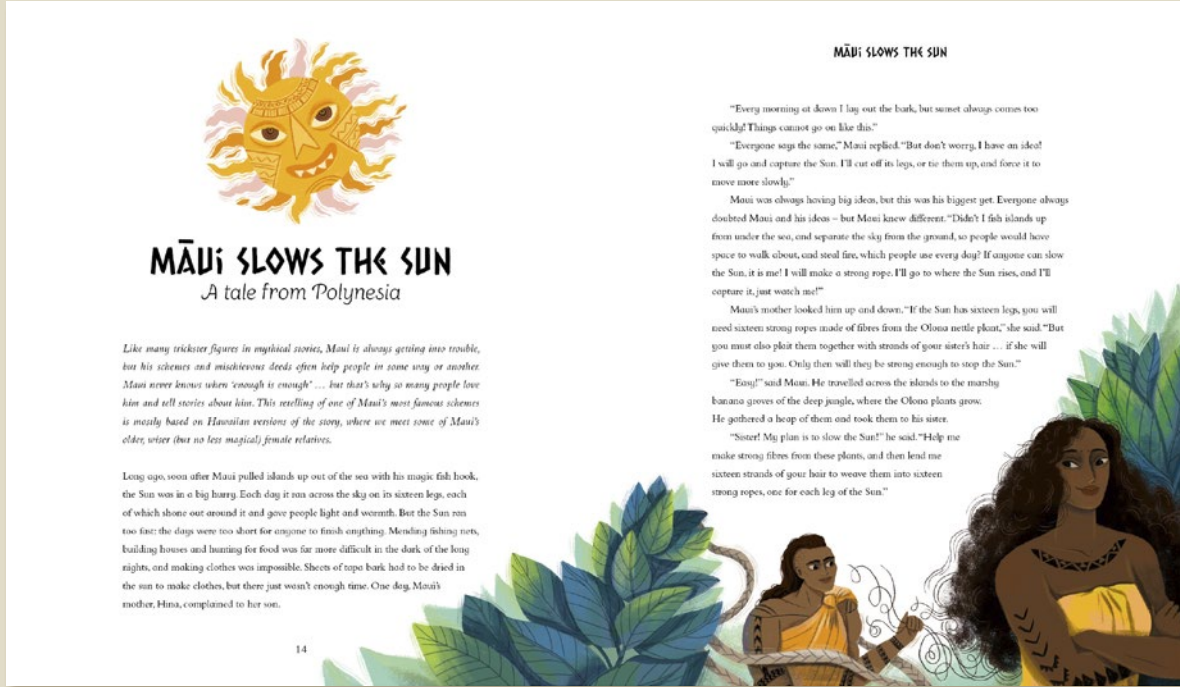 MĀUi SLOWS THE SUN
A tale from Polynesia
Like many trickster figures in mythical stories, Maui is always getting into trouble,
but his schemes and mischievous deeds often help people in some way or another.
Maui never knows when ‘enough is enough’ … but that’s why so many people love
him and tell stories about him. This retelling of one of Maui’s most famous schemes
is mostly based on Hawaiian versions of the story, where we meet some of Maui’s
older, wiser (but no less magical) female relatives.
Long ago, soon after Maui pulled islands up out of the sea with his magic fish hook,
the Sun was in a big hurry. Each day it ran across the sky on its sixteen legs, each
of which shone out around it and gave people light and warmth. But the Sun ran
too fast: the days were too short for anyone to finish anything. Mending fishing nets,
building houses and hunting for food was far more difficult in the dark of the long
nights, and making clothes was impossible. Sheets of tapa bark had to be dried in
the sun to make clothes, but there just wasn’t enough time. One day, Maui’s
mother, Hina, complained to her son.
14
MĀUi SLOWS THE SUN
“Every morning at dawn I lay out the bark, but sunset always comes too
quickly! Things cannot go on like this.”
“Everyone says the same,” Maui replied. “But don’t worry, I have an idea!
I will go and capture the Sun. I’ll cut off its legs, or tie them up, and force it to
move more slowly.”
Maui was always having big ideas, but this was his biggest yet. Everyone always
doubted Maui and his ideas – but Maui knew different. “Didn’t I fish islands up
from under the sea, and separate the sky from the ground, so people would have
space to walk about, and steal fire, which people use every day? If anyone can slow
the Sun, it is me! I will make a strong rope. I’ll go to where the Sun rises, and I’ll
capture it, just watch me!”
Maui’s mother looked him up and down. “If the Sun has sixteen legs, you will
need sixteen strong ropes made of fibres from the Olona nettle plant,” she said. “But
you must also plait them together with strands of your sister’s hair … if she will
give them to you. Only then will they be strong enough to stop the Sun.”
“Easy!” said Maui. He travelled across the islands to the marshy
banana groves of the deep jungle, where the Olona plants grow.
He gathered a heap of them and took them to his sister.
“Sister! My plan is to slow the Sun!” he said. “Help me
make strong fibres from these plants, and then lend me
sixteen strands of your hair to weave them into sixteen
strong ropes, one for each leg of the Sun.”